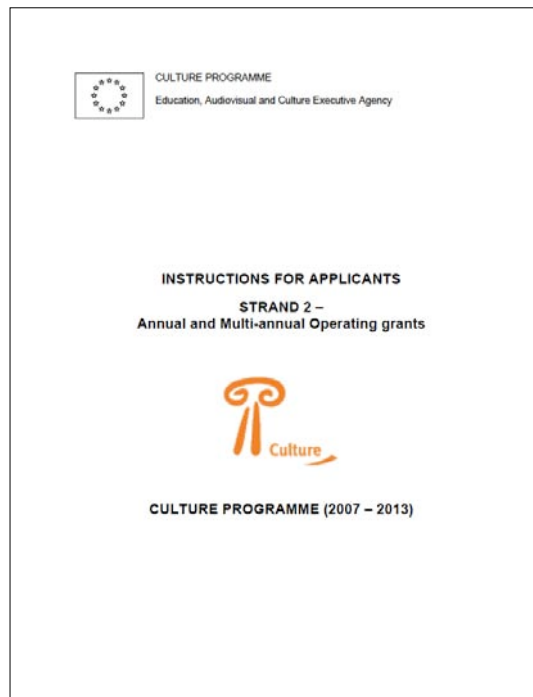 CULTURE PROGRAMME
Education, Audiovisual and Culture Executive Agency
INSTRUCTIONS FOR APPLICANTS
STRAND 2 –
Annual and Multi-annual Operating grants
Culture
CULTURE PROGRAMME (2007 – 2013)